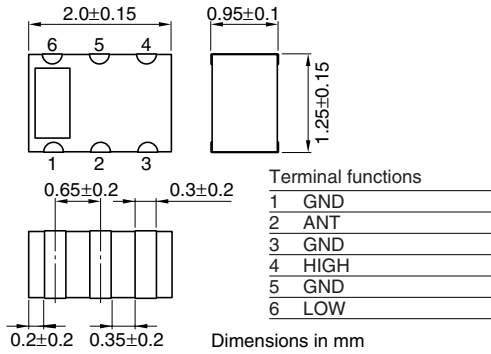 2.0±0.15
0.95±0.1
6 5 4
1.25±0.15
1 2 3
0.65±0.2 0.3±0.2
0.2±0.2 0.35±0.2
Dimensions in mm
Terminal functions
1 GND
2 ANT
3 GND
4 HIGH
5 GND
6 LOW